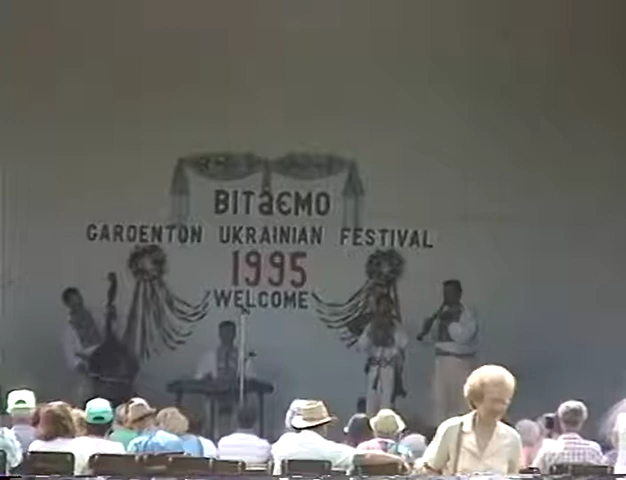 ВІТаЄМО
GARDENTON UKRAINIAN FESTIVAL
1995
WELCOME